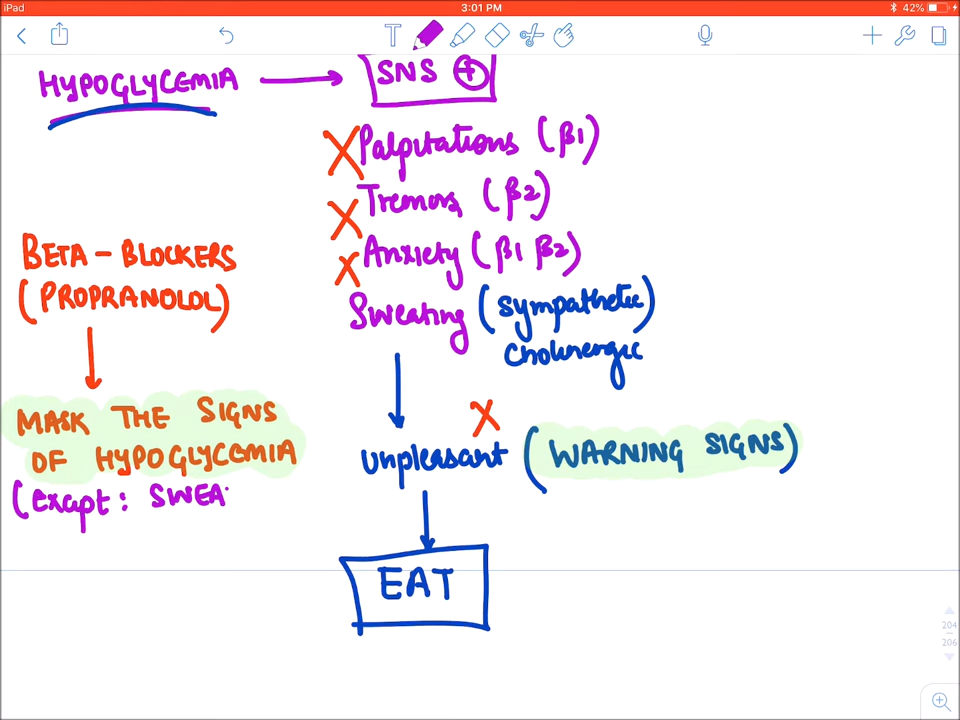 iPad
3:01 PM
42%
T
HYPOGLYCEMIA
SNS +
X Palpitations (β1)
X Tremors (β2)
X Anxiety (β1 β2)
Sweating (Sympathetic)
Cholinergic
BETA - BLOCKERS
(PROPRANOLOL)
MASK THE SIGNS
OF HYPOGLYCEMIA
(Except: SWEA
X
Unpleasant (WARNING SIGNS)
EAT
204
206